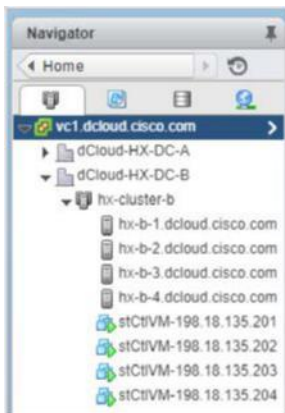 Navigator
Home
vc1.dcloud.cisco.com
dCloud-HX-DC-A
dCloud-HX-DC-B
hx-cluster-b
hx-b-1.dcloud.cisco.com
hx-b-2.dcloud.cisco.com
hx-b-3.dcloud.cisco.com
hx-b-4.dcloud.cisco.com
stCtlVM-198.18.135.201
stCtlVM-198.18.135.202
stCtlVM-198.18.135.203
stCtlVM-198.18.135.204